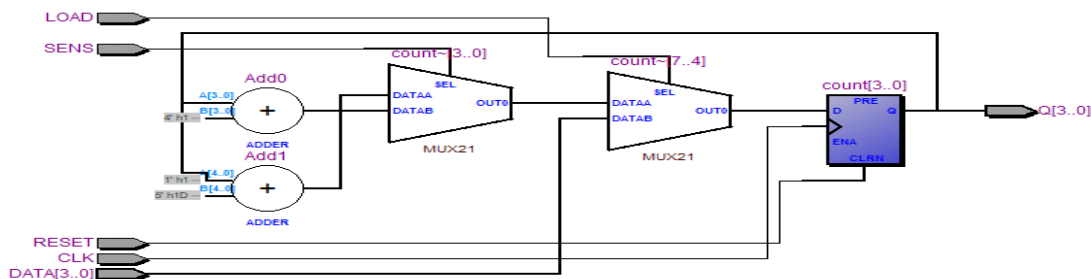 LOAD
SENS
count~[3..0]
count~[7..4]
Add0
SEL
SEL
count[3..0]
A[3..0]
B[3..0]
4' h1 --
+
DATAA
DATAB
OUT0
DATAA
DATAB
OUT0
PRE
D
Q
Q[3..0]
ADDER
MUX21
MUX21
ENA
CLRN
Add1
1' h1 --
A[4..0]
B[4..0]
5' h1D --
+
ADDER
RESET
CLK
DATA[3..0]